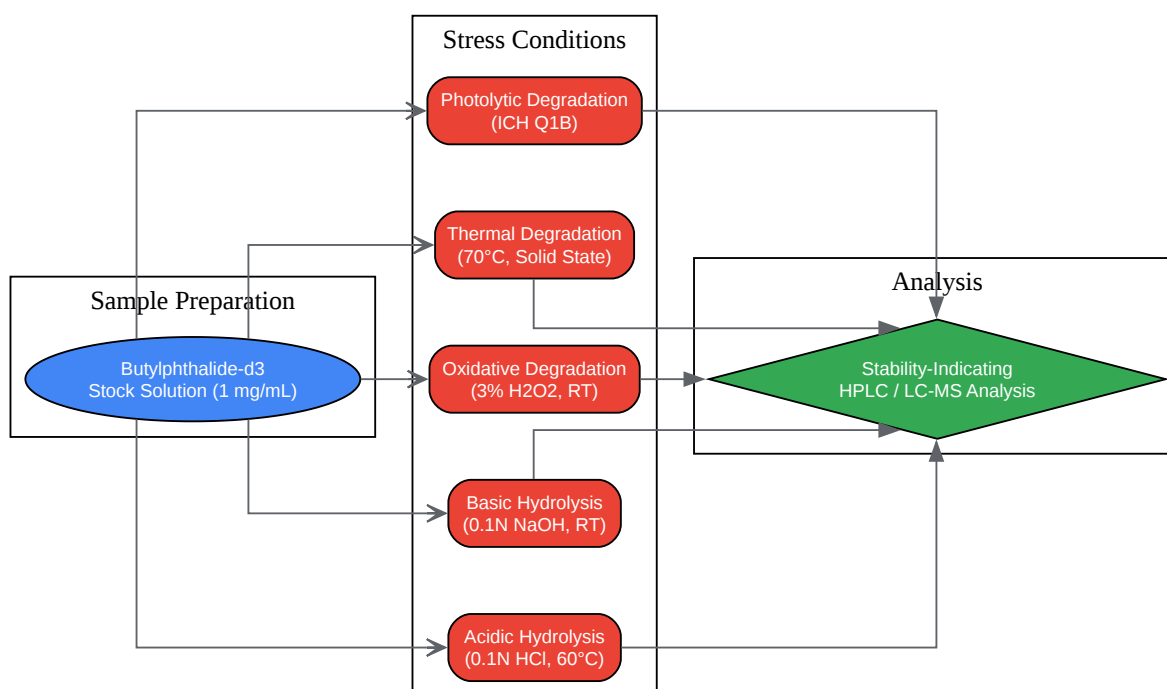 Stress Conditions
Photolytic Degradation
(ICH Q1B)
Thermal Degradation
(70°C, Solid State)
Sample Preparation
Analysis
Butylphthalide-d3
Stock Solution (1 mg/mL)
Oxidative Degradation
(3% H2O2, RT)
Stability-Indicating
HPLC / LC-MS Analysis
Basic Hydrolysis
(0.1N NaOH, RT)
Acidic Hydrolysis
(0.1N HCl, 60°C)